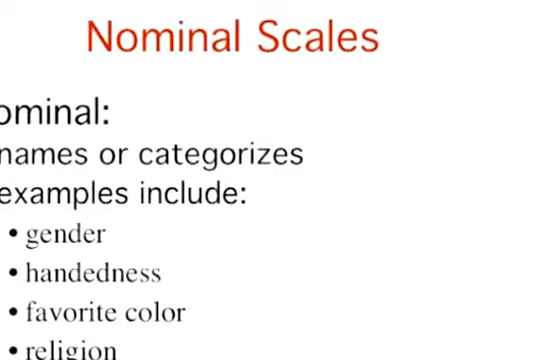 Nominal Scales
ominal:
names or categorizes
examples include:
• gender
• handedness
• favorite color
• religion